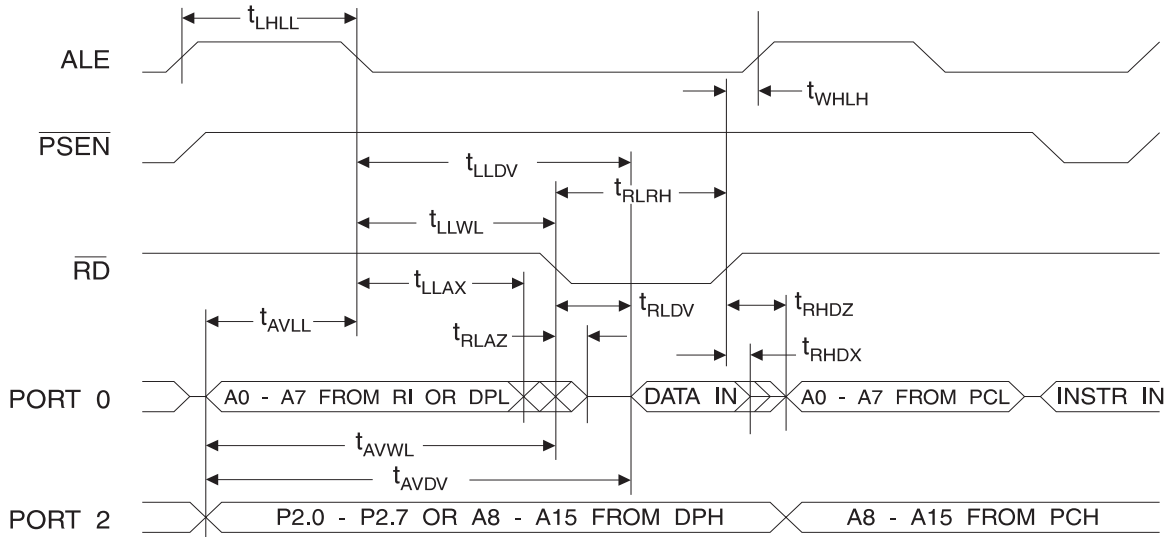 tLHLL
ALE
tWHLH
PSEN
tLLDV
tRLRH
tLLWL
RD
tLLAX
tRLDV
tRHDZ
tAVLL
tRLAZ
tRHDX
PORT 0
A0 - A7 FROM RI OR DPL
DATA IN
A0 - A7 FROM PCL
INSTR IN
tAVWL
tAVDV
PORT 2
P2.0 - P2.7 OR A8 - A15 FROM DPH
A8 - A15 FROM PCH